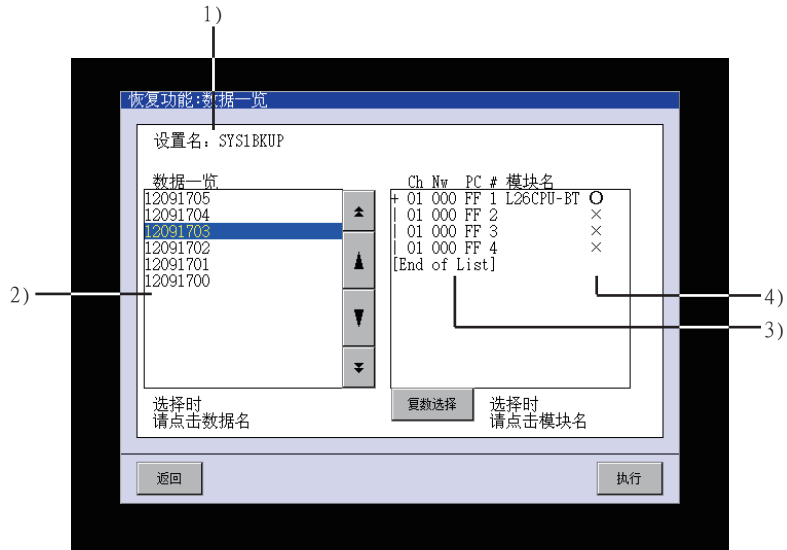 1)
恢复功能:数据一览
设置名: SYS1BKUP
数据一览
12091705
12091704
12091703
12091702
12091701
12091700
Ch Nw PC # 模块名
+ 01 000 FF 1 L26CPU-BT O
| 01 000 FF 2 ×
| 01 000 FF 3 ×
| 01 000 FF 4 ×
[End of List]
2)
4)
3)
选择时
请点击数据名
复数选择
选择时
请点击模块名
返回
执行